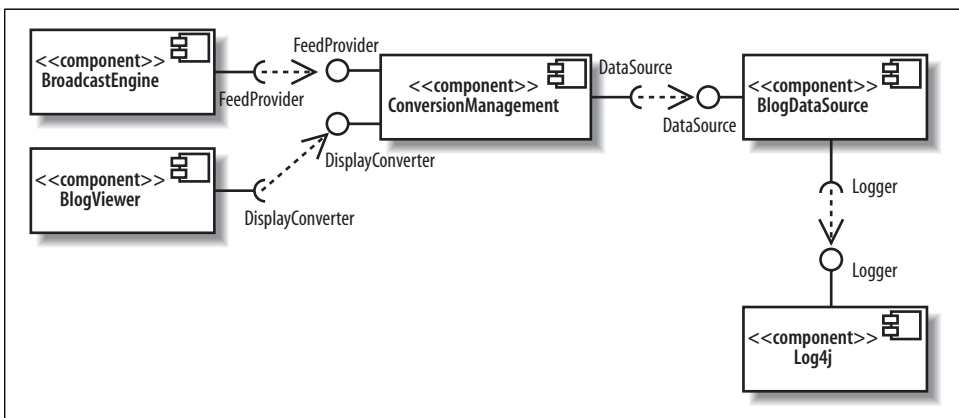 <<component>>
BroadcastEngine
FeedProvider
FeedProvider
<<component>>
ConversionManagement
DataSource
DataSource
<<component>>
BlogDataSource
<<component>>
BlogViewer
DisplayConverter
DisplayConverter
Logger
Logger
<<component>>
Log4j